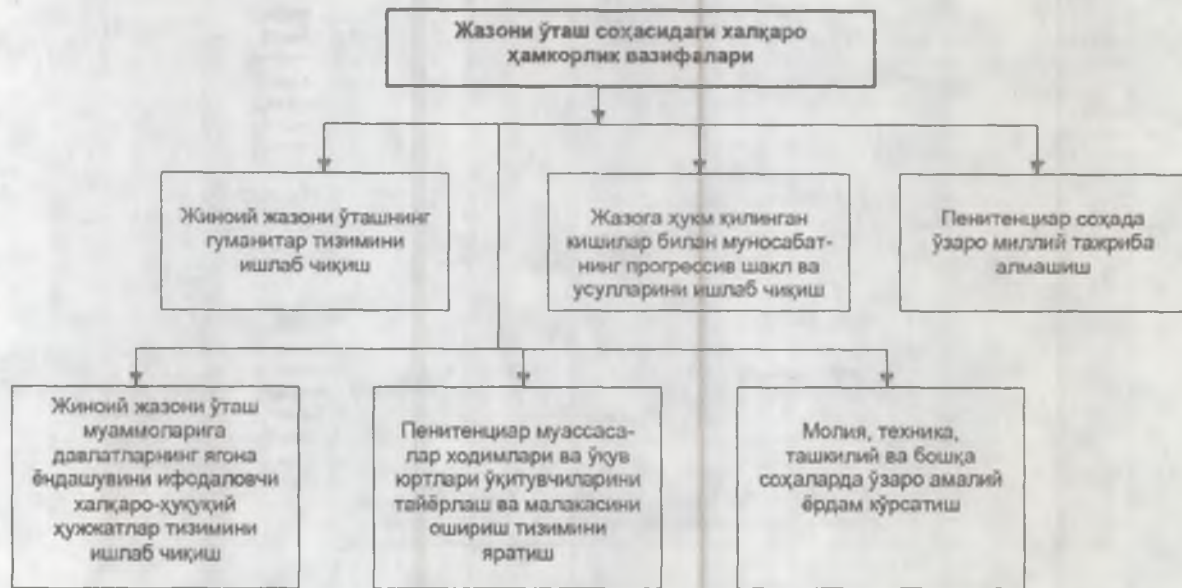 Жазони ўташ соҳасидаги халқаро
ҳамкорлик вазифалари
Жиноий жазони ўташнинг
гуманитар тизимини
ишлаб чиқиш
Жазога ҳукм қилинган
кишилар билан муносабат-
нинг прогрессив шакл ва
усулларини ишлаб чиқиш
Пенитенциар соҳада
ўзаро миллий тажриба
алмашиш
Жиноий жазони ўташ
муаммоларига
давлатларнинг ягона
ёндашувини ифодаловчи
халқаро-ҳуқуқий
ҳужжатлар тизимини
ишлаб чиқиш
Пенитенциар муассаса-
лар ходимлари ва ўқув
юртлари ўқитувчиларини
тайёрлаш ва малакасини
ошириш тизимини
яратиш
Молия, техника,
ташкилий ва бошқа
соҳаларда ўзаро амалий
ёрдам кўрсатиш